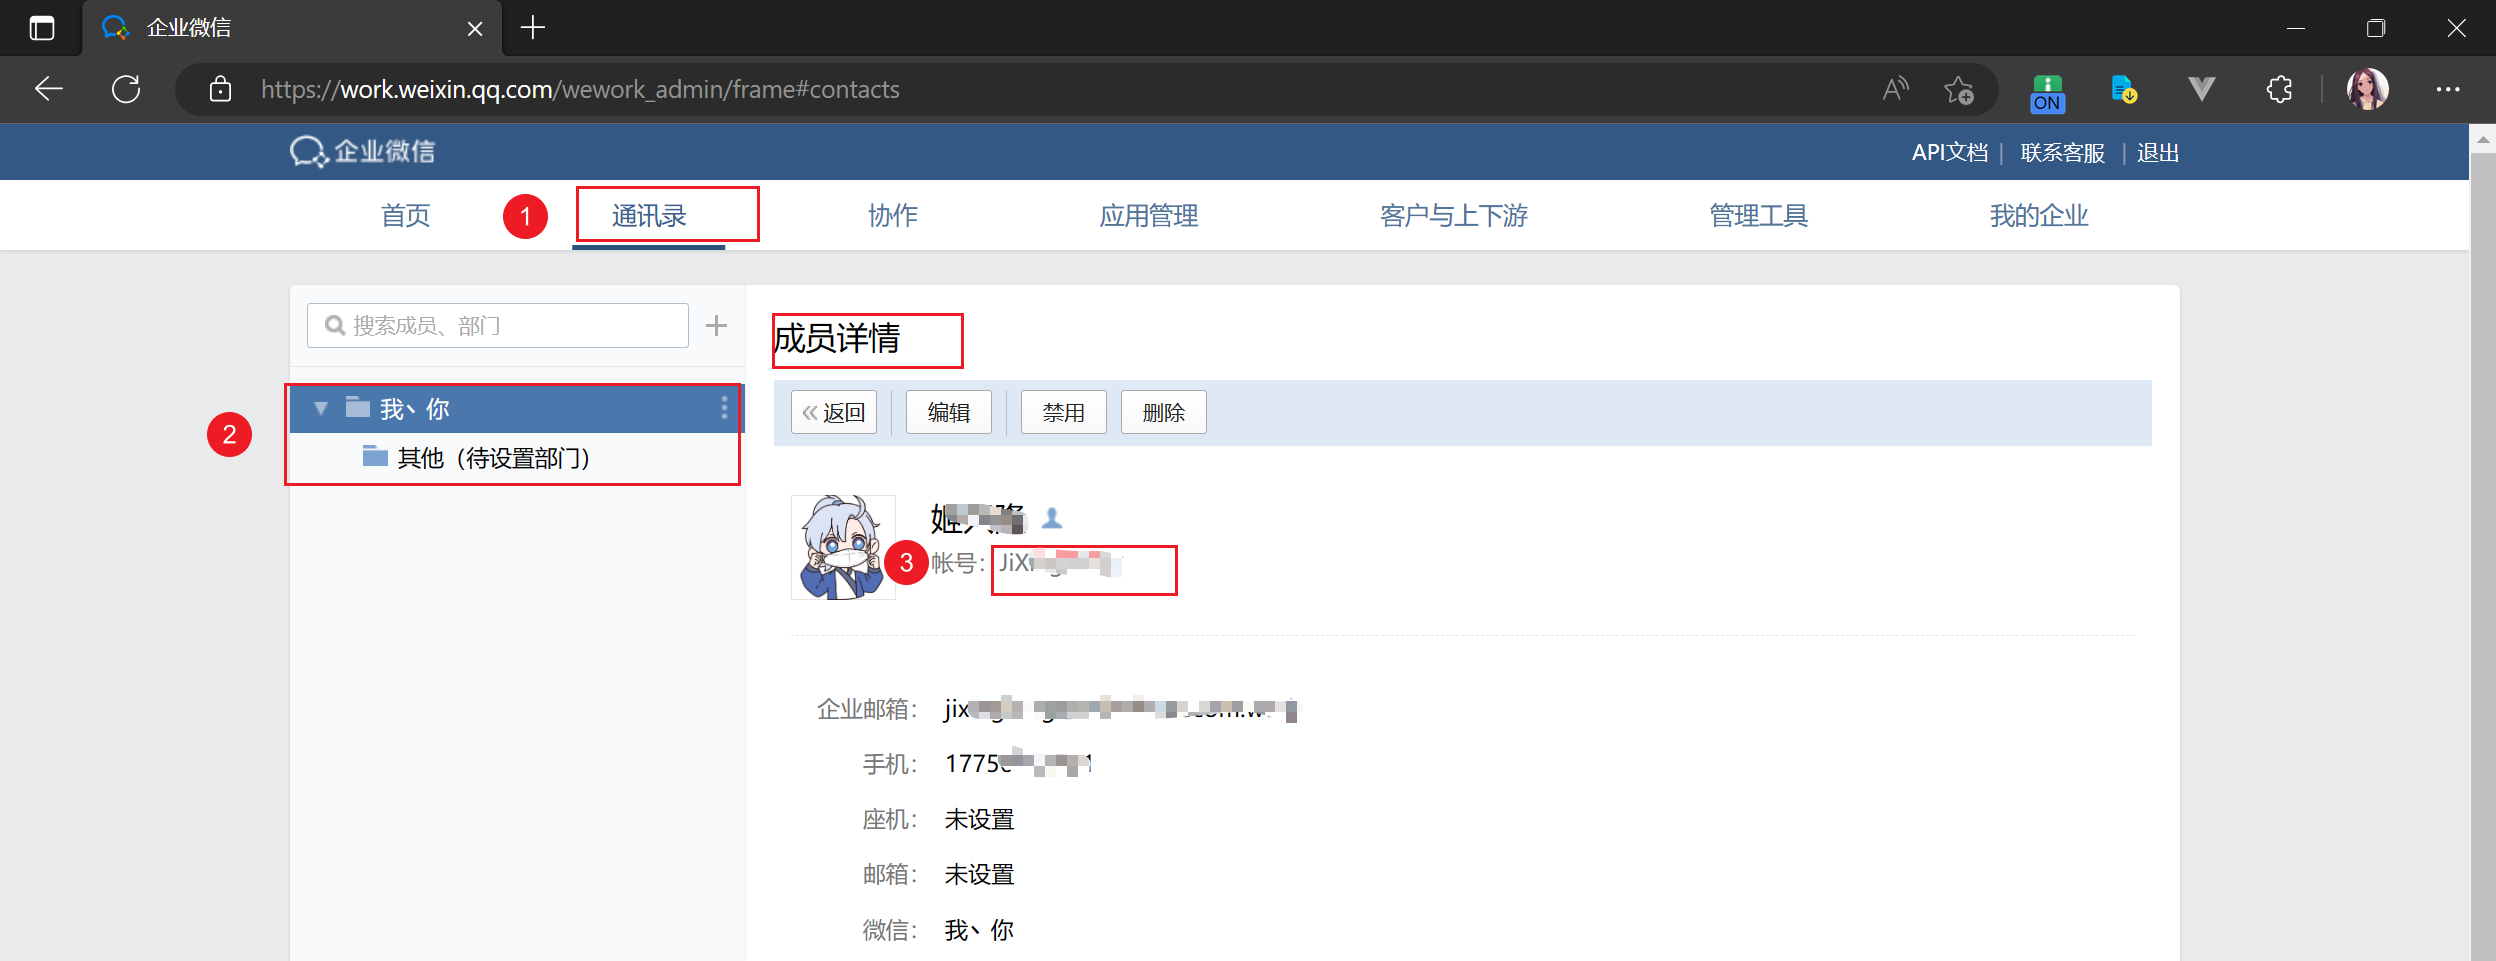 企业微信
https://work.weixin.qq.com/wework_admin/frame#contacts
ON
企业微信
API文档 | 联系客服 | 退出
首页 1 通讯录 协作 应用管理 客户与上下游 管理工具 我的企业
搜索成员、部门
成员详情
2
我丶你
其他（待设置部门）
返回 编辑 禁用 删除
姬
3 帐号： JiX
企业邮箱： jix
手机： 1775
座机： 未设置
邮箱： 未设置
微信： 我丶你